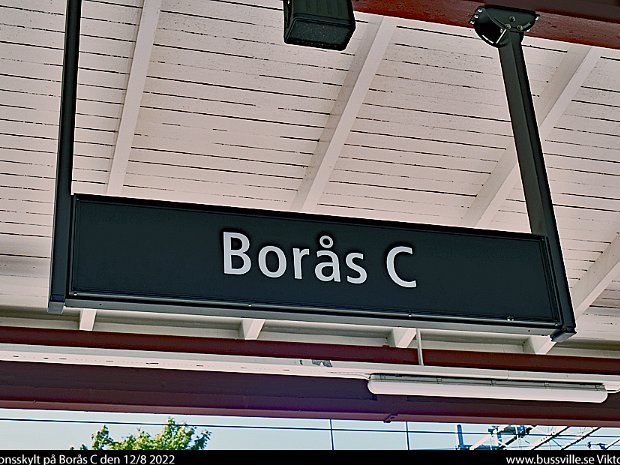 Borås C
onsskylt på Borås C den 12/8 2022
www.bussville.se Vikto